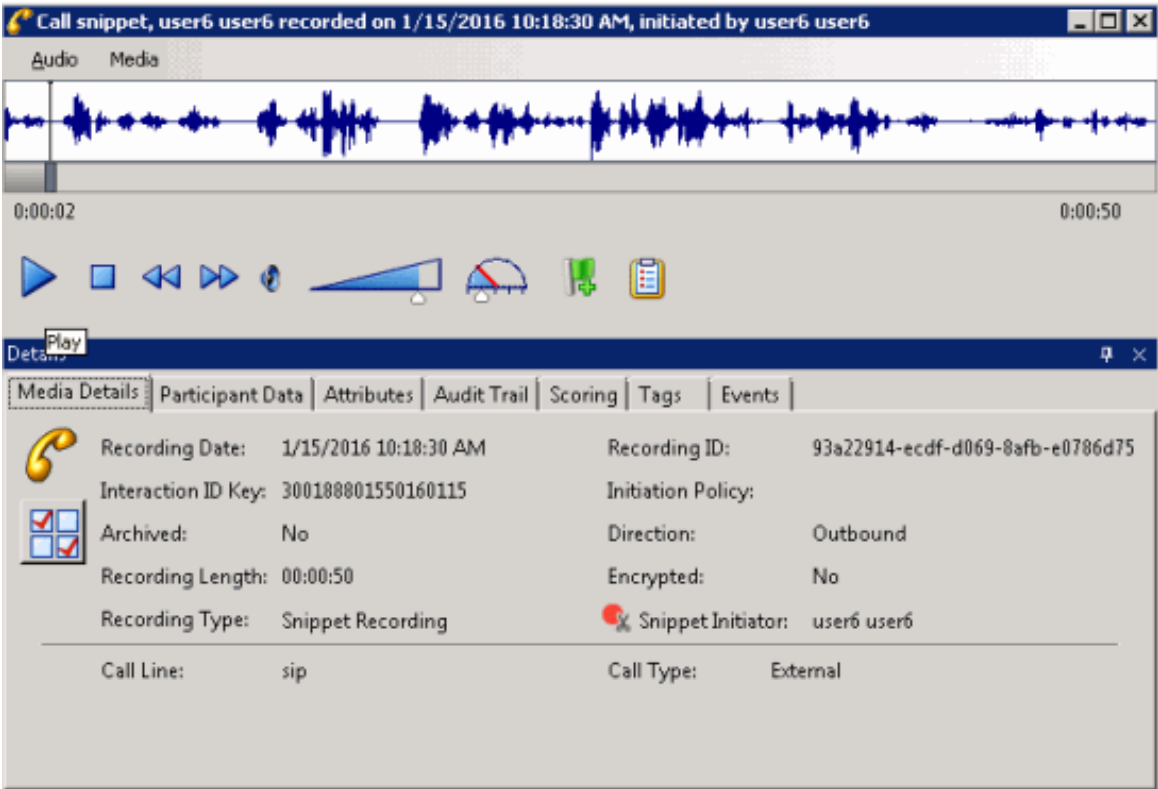 Call snippet, user6 user6 recorded on 1/15/2016 10:18:30 AM, initiated by user6 user6
Audio Media
0:00:02 0:00:50
Play
Details
Media Details Participant Data Attributes Audit Trail Scoring Tags Events
Recording Date: 1/15/2016 10:18:30 AM Recording ID: 93a22914-ecdf-d069-8afb-e0786d75
Interaction ID Key: 300188801550160115 Initiation Policy:
Archived: No Direction: Outbound
Recording Length: 00:00:50 Encrypted: No
Recording Type: Snippet Recording Snippet Initiator: user6 user6
Call Line: sip Call Type: External